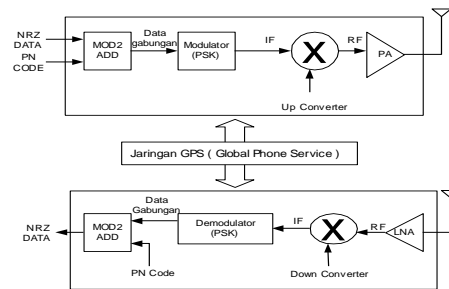 NRZ
DATA
PN
CODE
MOD2
ADD
Data
gabungan
Modulator
(PSK)
IF
X
RF
PA
Up Converter
Jaringan GPS ( Global Phone Service )
NRZ
DATA
MOD2
ADD
Data
Gabungan
PN Code
Demodulator
(PSK)
IF
X
RF
LNA
Down Converter